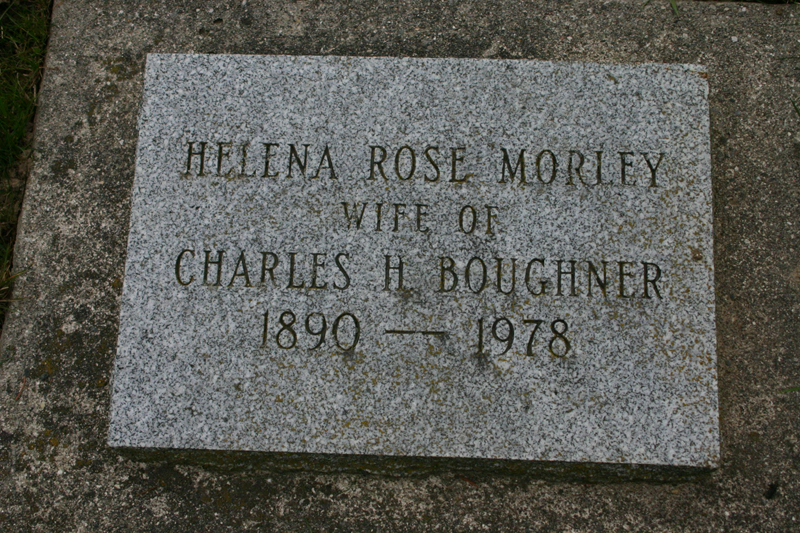 HELENA ROSE MORLEY
WIFE OF
CHARLES H. BOUGHNER
1890 — 1978